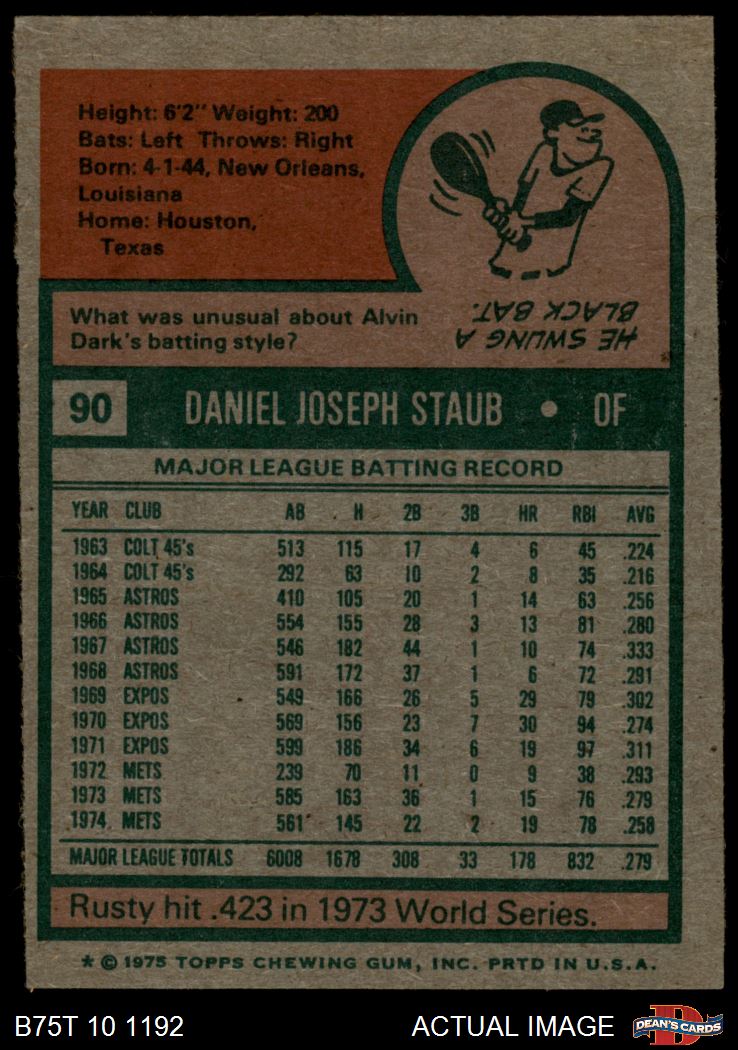 Height: 6'2" Weight: 200
Bats: Left Throws: Right
Born: 4-1-44, New Orleans,
Louisiana
Home: Houston,
Texas
What was unusual about Alvin
Dark's batting style?
HE SWUNG A
BLACK BAT.
90 DANIEL JOSEPH STAUB • OF
MAJOR LEAGUE BATTING RECORD
YEAR CLUB AB H 2B 3B HR RBI AVG
1963 COLT 45's 513 115 17 4 6 45 .224
1964 COLT 45's 292 63 10 2 8 35 .216
1965 ASTROS 410 105 20 1 14 63 .256
1966 ASTROS 554 155 28 3 13 81 .280
1967 ASTROS 546 182 44 1 10 74 .333
1968 ASTROS 591 172 37 1 6 72 .291
1969 EXPOS 549 166 26 5 29 79 .302
1970 EXPOS 569 156 23 7 30 94 .274
1971 EXPOS 599 186 34 6 19 97 .311
1972 METS 239 70 11 0 9 38 .293
1973 METS 585 163 36 1 15 76 .279
1974 METS 561 145 22 2 19 78 .258
MAJOR LEAGUE TOTALS 6008 1678 308 33 178 832 .279
Rusty hit .423 in 1973 World Series.
* © 1975 TOPPS CHEWING GUM, INC. PRTD IN U.S.A.
B75T 10 1192 ACTUAL IMAGE DEAN'S CARDS